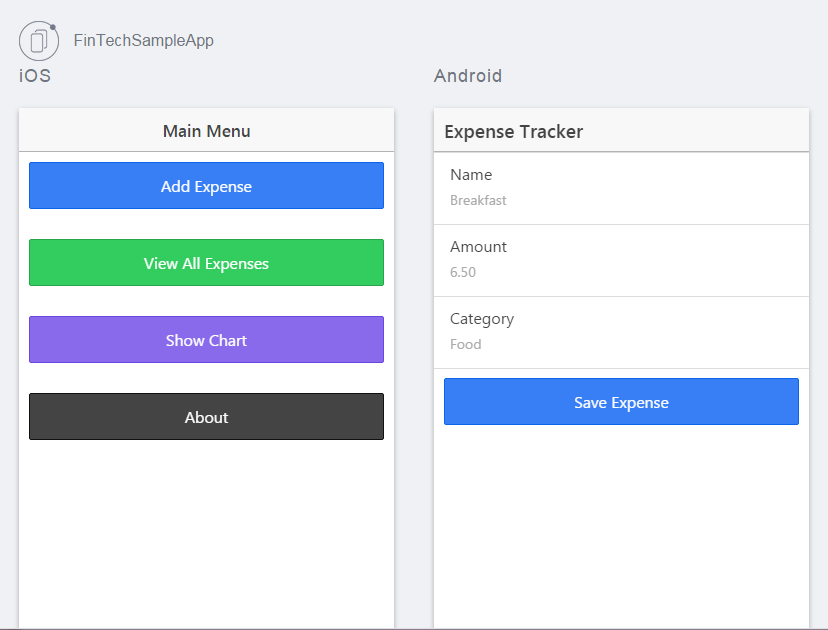 FinTechSampleApp
iOS
Main Menu
Add Expense
View All Expenses
Show Chart
About
Android
Expense Tracker
Name
Breakfast
Amount
6.50
Category
Food
Save Expense